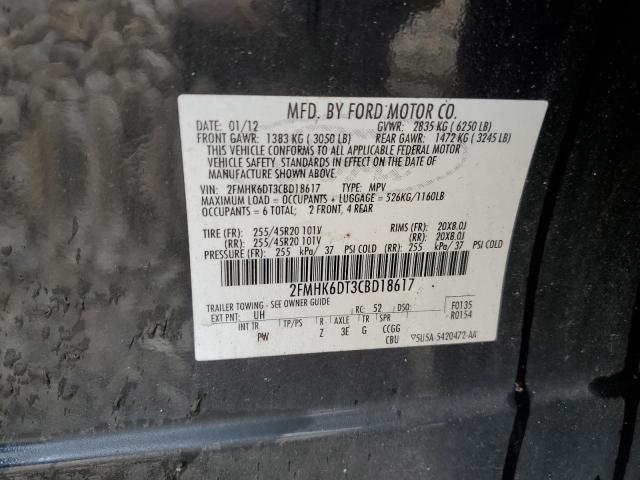 MFD. BY FORD MOTOR CO.
DATE: 01/12 GVWR: 2835 KG ( 6250 LB)
FRONT GAWR: 1383 KG ( 3050 LB) REAR GAWR: 1472 KG ( 3245 LB)
THIS VEHICLE CONFORMS TO ALL APPLICABLE FEDERAL MOTOR
VEHICLE SAFETY STANDARDS IN EFFECT ON THE DATE OF MANUFACTURE
SHOWN ABOVE.
VIN: 2FMHK6DT3CBD18617 TYPE: MPV
MAXIMUM LOAD = OCCUPANTS + LUGGAGE = 526KG/1160LB
OCCUPANTS: 6 TOTAL; 2 FRONT, 4 REAR
TIRE (FR): 255/45R20 101V RIMS (FR): 20X8.0J
(RR): 255/45R20 101V (RR): 20X8.0J
PRESSURE (FR): 255 kPa/ 37 PSI COLD (RR): 255 kPa/ 37 PSI COLD
2FMHK6DT3CBD18617
TRAILER TOWING - SEE OWNER GUIDE
EXT PNT: UH RC: 52 DSO: F0135
R0154
INT TR TP/PS R AXLE TR SPR
PW Z 3E G CCGG
CBU 5U5A-5420472-AA